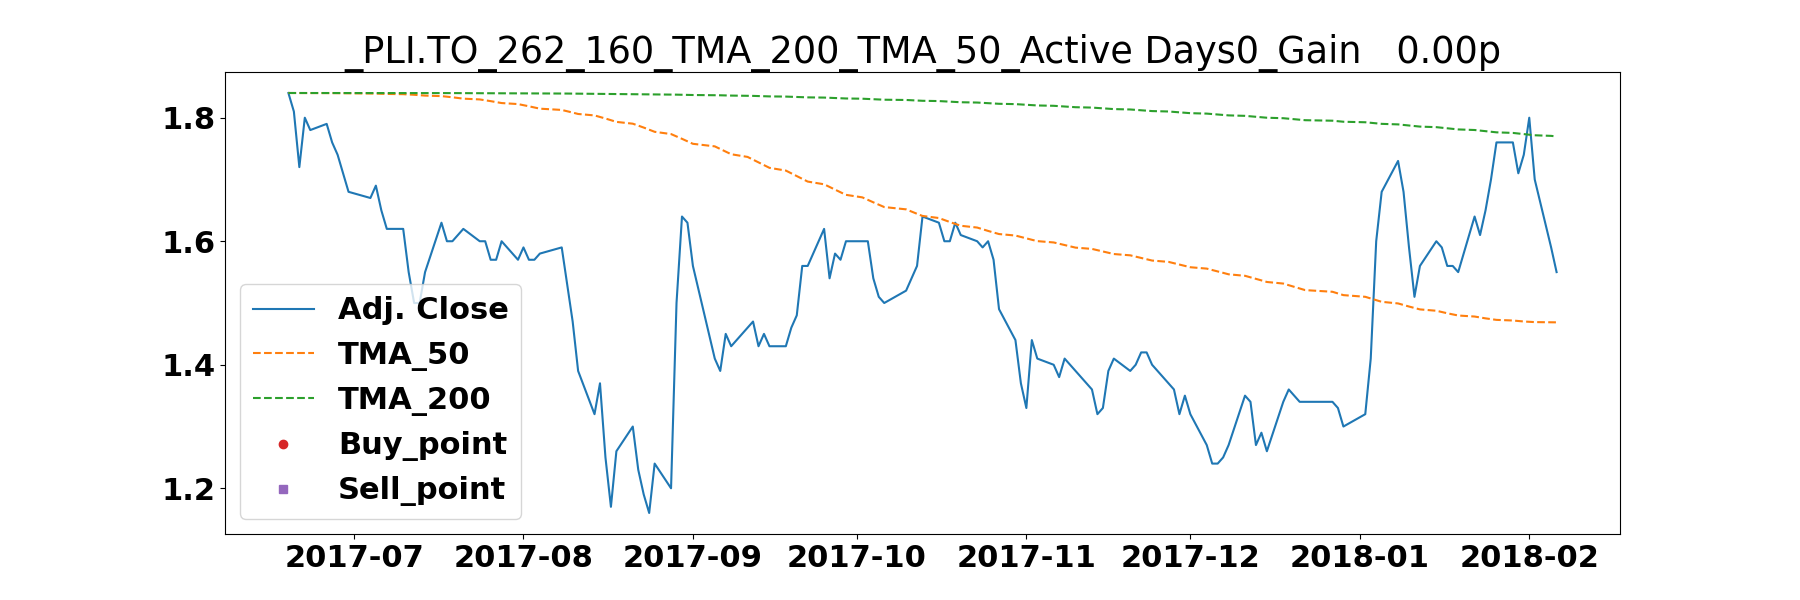 _PLI.TO_262_160_TMA_200_TMA_50_Active Days0_Gain   0.00p
1.8
1.6
1.4
1.2
Adj. Close
TMA_50
TMA_200
Buy_point
Sell_point
2017-07 2017-08 2017-09 2017-10 2017-11 2017-12 2018-01 2018-02